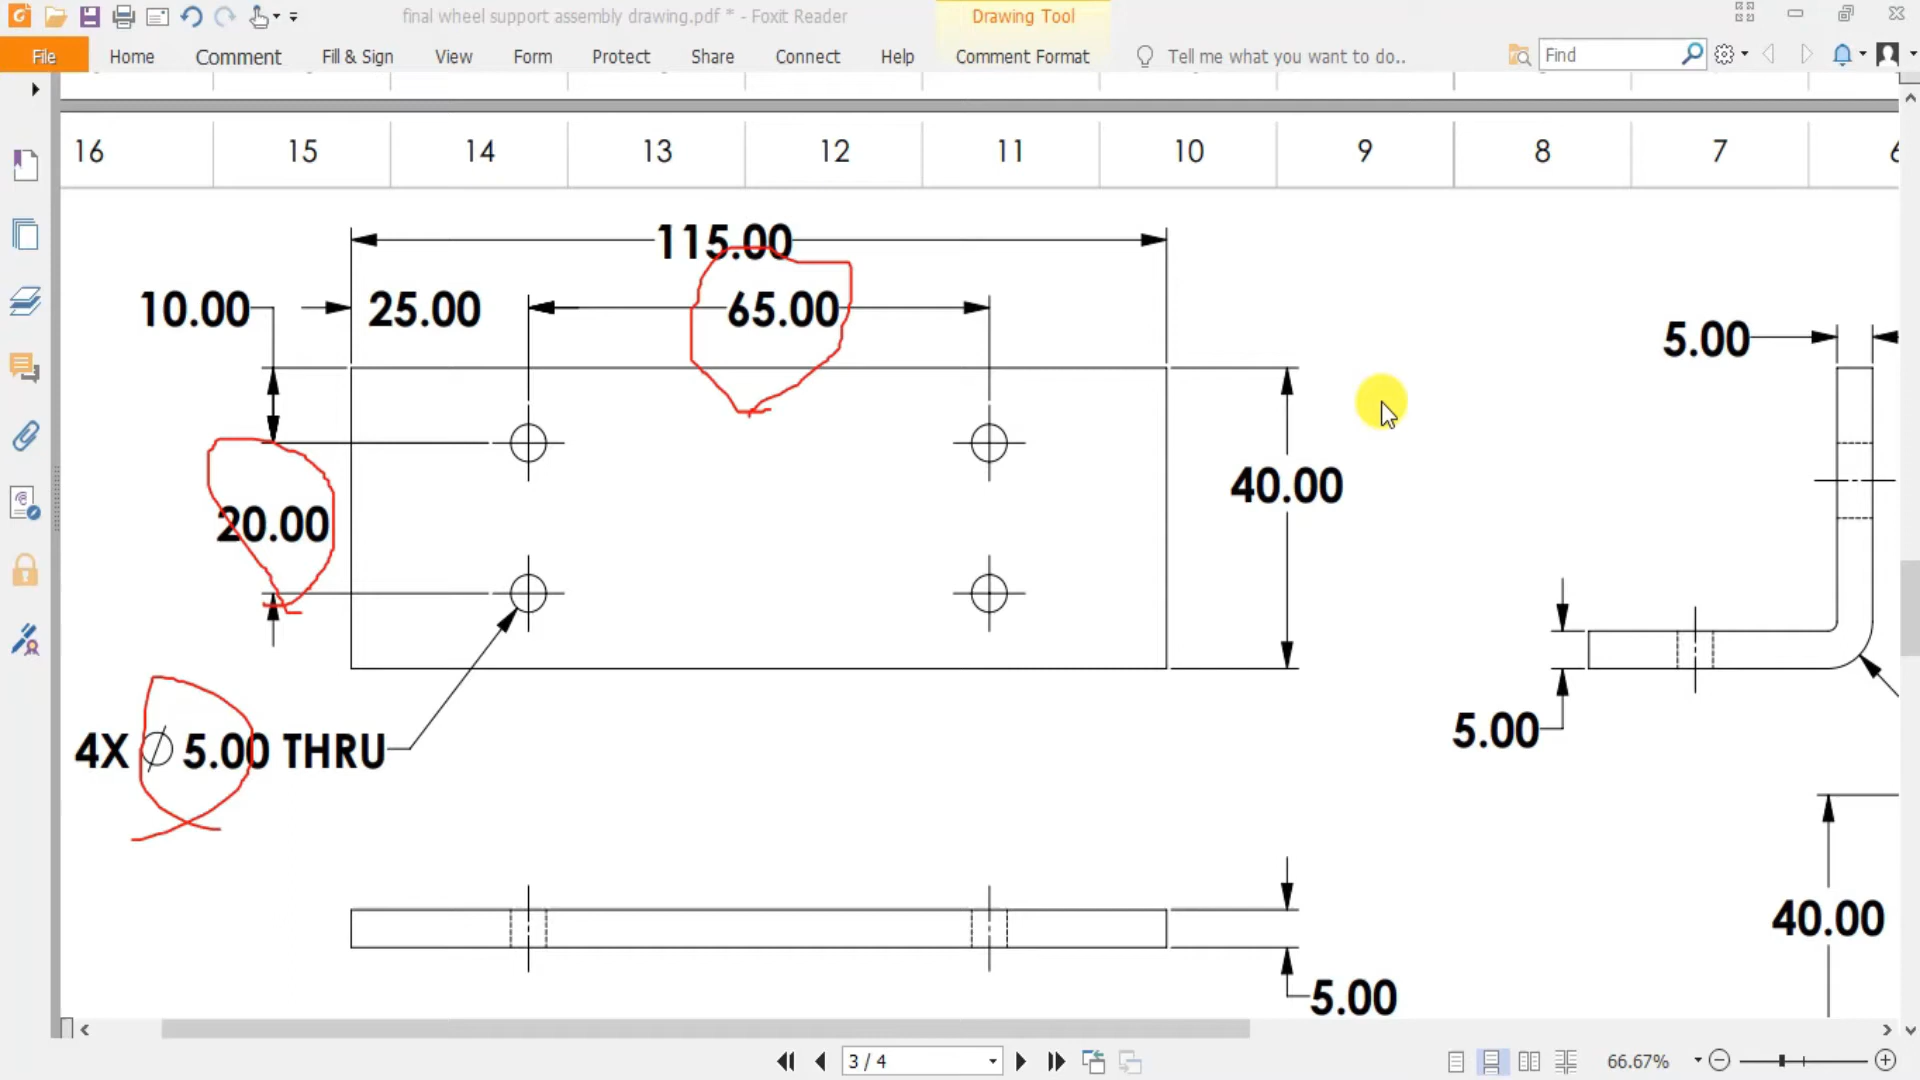 final wheel support assembly drawing.pdf * - Foxit Reader
Drawing Tool
File Home Comment Fill & Sign View Form Protect Share Connect Help Comment Format Tell me what you want to do.. Find
16 15 14 13 12 11 10 9 8 7 6
115.00
10.00 25.00 65.00
5.00
40.00
20.00
5.00
4X ∅ 5.00 THRU
40.00
5.00
3 / 4
66.67%